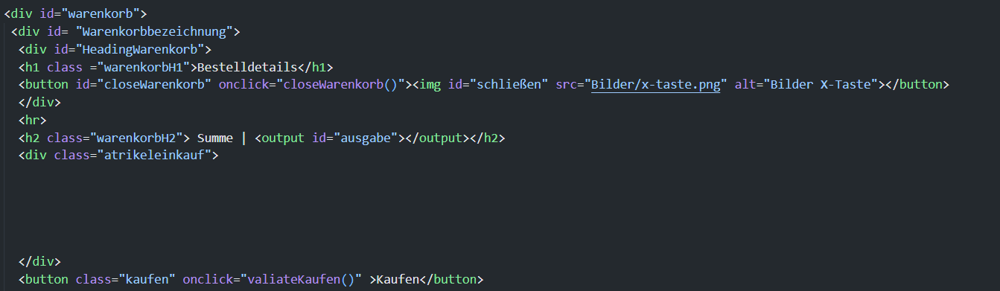 <div id="warenkorb">
<div id= "Warenkorbbezeichnung">
<div id="HeadingWarenkorb">
<h1 class ="warenkorbH1">Bestelldetails</h1>
<button id="closeWarenkorb" onclick="closeWarenkorb()"><img id="schließen" src="Bilder/x-taste.png" alt="Bilder X-Taste"></button>
</div>
<hr>
<h2 class="warenkorbH2"> Summe | <output id="ausgabe"></output></h2>
<div class="atrikeleinkauf">
</div>
<button class="kaufen" onclick="valiateKaufen()" >Kaufen</button>